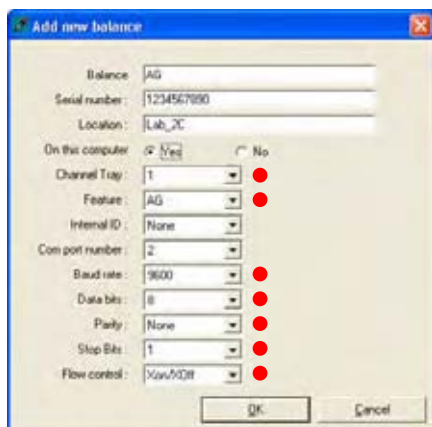 Add new balance
Balance AG
Serial number : 1234567890
Location : Lab_2C
On this computer Yes No
Channel Tray : 1
Feature : AG
Internal ID : None
Com port number : 2
Baud rate : 9600
Data bits : 8
Parity : None
Stop Bits : 1
Flow control : Xon/XOff
OK Cancel